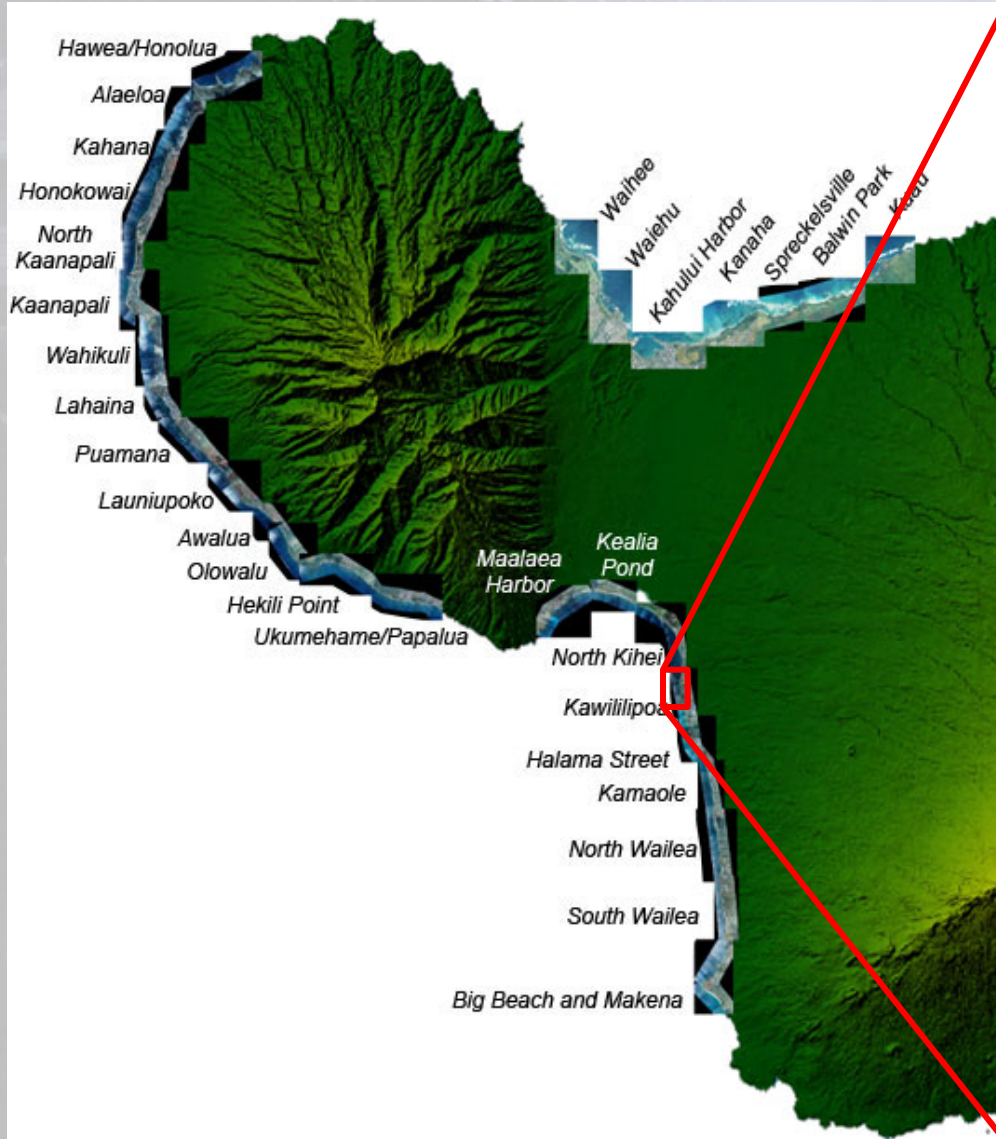 Hawea/Honolua
Alaeloa
Kahana
Honokowai
North
Kaanapali
Kaanapali
Wahikuli
Lahaina
Puamana
Launiupoko
Awalua
Olowalu
Hekili Point
Ukumehame/Papalua
Waihee
Waiehu
Kahului Harbor
Kanaha
Spreckelsville
Balwin Park
Kuau
Maalaea
Harbor
Kealia
Pond
North Kihei
Kawililipoa
Halama Street
Kamaole
North Wailea
South Wailea
Big Beach and Makena